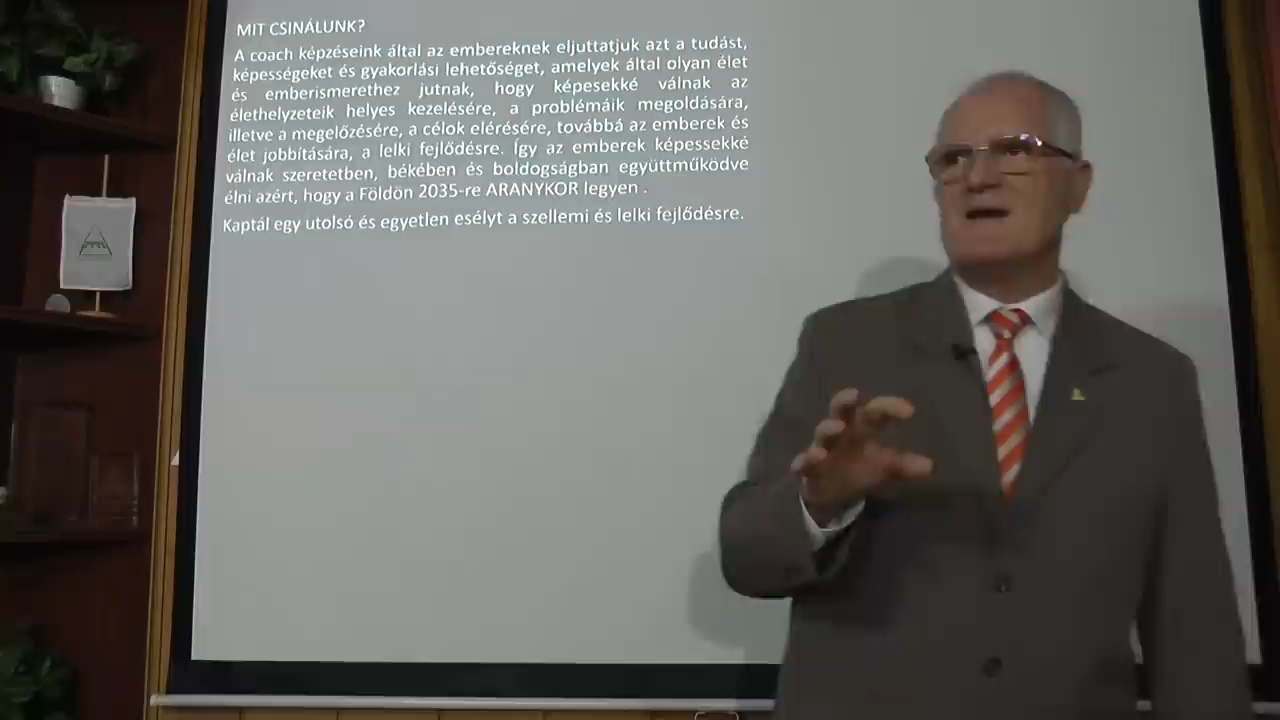 MIT CSINÁLUNK?
A coach képzéseink által az embereknek eljuttatjuk azt a tudást,
képességeket és gyakorlási lehetőséget, amelyek által olyan élet
és emberismerethez jutnak, hogy képesekké válnak az
élethelyzeteik helyes kezelésére, a problémáik megoldására,
illetve a megelőzésére, a célok elérésére, továbbá az emberek és
élet jobbítására, a lelki fejlődésre. Így az emberek képessekké
válnak szeretetben, békében és boldogságban együttműködve
élni azért, hogy a Földön 2035-re ARANYKOR legyen .
Kaptál egy utolsó és egyetlen esélyt a szellemi és lelki fejlődésre.